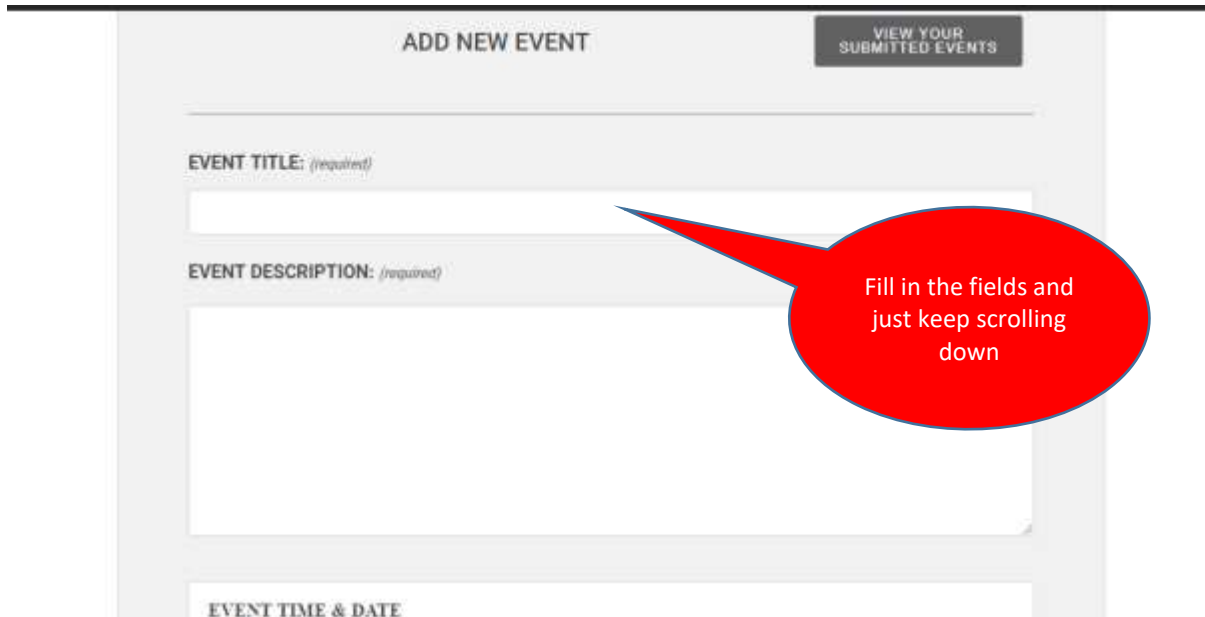 ADD NEW EVENT
VIEW YOUR
SUBMITTED EVENTS
EVENT TITLE: (required)
EVENT DESCRIPTION: (required)
Fill in the fields and
just keep scrolling
down
EVENT TIME & DATE